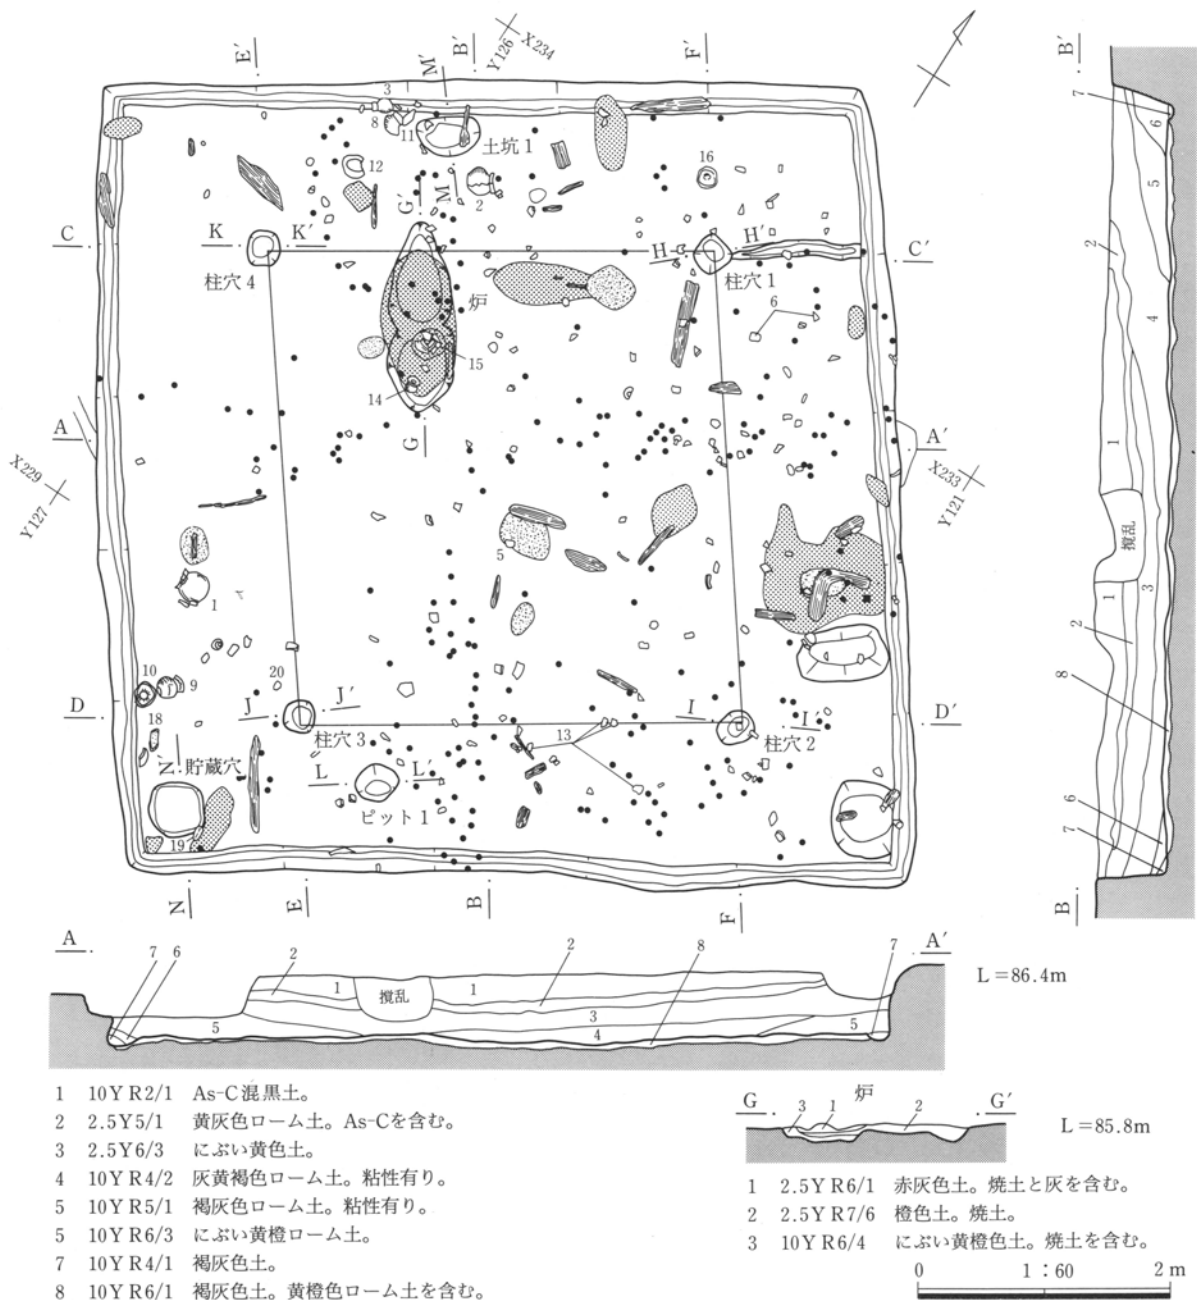 E′
M′
B′
Y126
X234
F′
B′
3
8
11
土坑1
12
M
2
16
G′
7
6
5
C
K
K′
H
H′
C′
柱穴4
炉
柱穴1
2
6
4
15
14
A
G
A′
1
X229
Y127
X233
Y121
攪乱
5
3
1
1
2
10
9
20
8
D
J
J′
I
I′
D′
18
柱穴3
13
柱穴2
N′
貯蔵穴
L
L′
ピット1
6
19
7
N
E
B
F
B
A
7
6
2
2
8
7
A′
L=86.4m
1
攪乱
1
3
5
4
5
1 10YR2/1 As-C混黒土。
2 2.5Y5/1 黄灰色ローム土。As-Cを含む。
3 2.5Y6/3 にぶい黄色土。
4 10YR4/2 灰黄褐色ローム土。粘性有り。
5 10YR5/1 褐灰色ローム土。粘性有り。
5 10YR6/3 にぶい黄橙ローム土。
7 10YR4/1 褐灰色土。
8 10YR6/1 褐灰色土。黄橙色ローム土を含む。
炉
G
3
1
2
G′
L=85.8m
1 2.5YR6/1 赤灰色土。焼土と灰を含む。
2 2.5YR7/6 橙色土。焼土。
3 10YR6/4 にぶい黄橙色土。焼土を含む。
0 1:60 2m